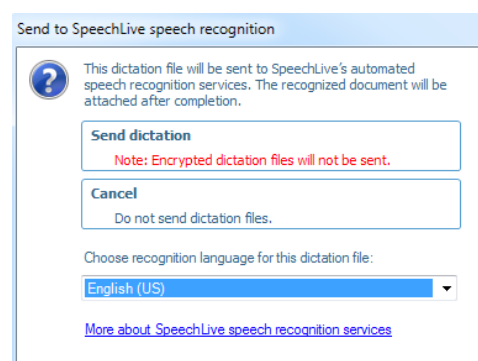 Send to SpeechLive speech recognition
This dictation file will be sent to SpeechLive's automated
speech recognition services. The recognized document will be
attached after completion.
Send dictation
Note: Encrypted dictation files will not be sent.
Cancel
Do not send dictation files.
Choose recognition language for this dictation file:
English (US)
More about SpeechLive speech recognition services